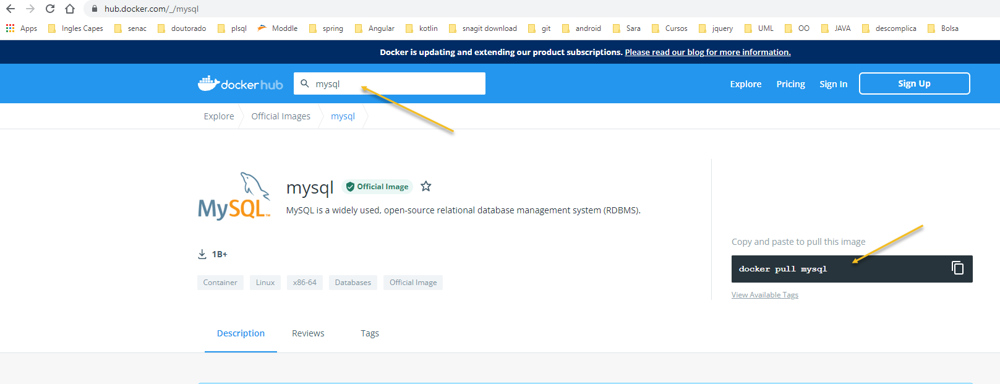 hub.docker.com/_/mysql
Apps Ingles Capes senac doutorado plsql Moddle spring Angular kotlin snagit download git android Sara Cursos jquery UML OO JAVA descomplica Bolsa
Docker is updating and extending our product subscriptions. Please read our blog for more information.
docker hub mysql Explore Pricing Sign In Sign Up
Explore Official Images mysql
MySQL™
mysql Official Image
MySQL is a widely used, open-source relational database management system (RDBMS).
Copy and paste to pull this image
1B+
docker pull mysql
Container Linux x86-64 Databases Official Image
View Available Tags
Description Reviews Tags